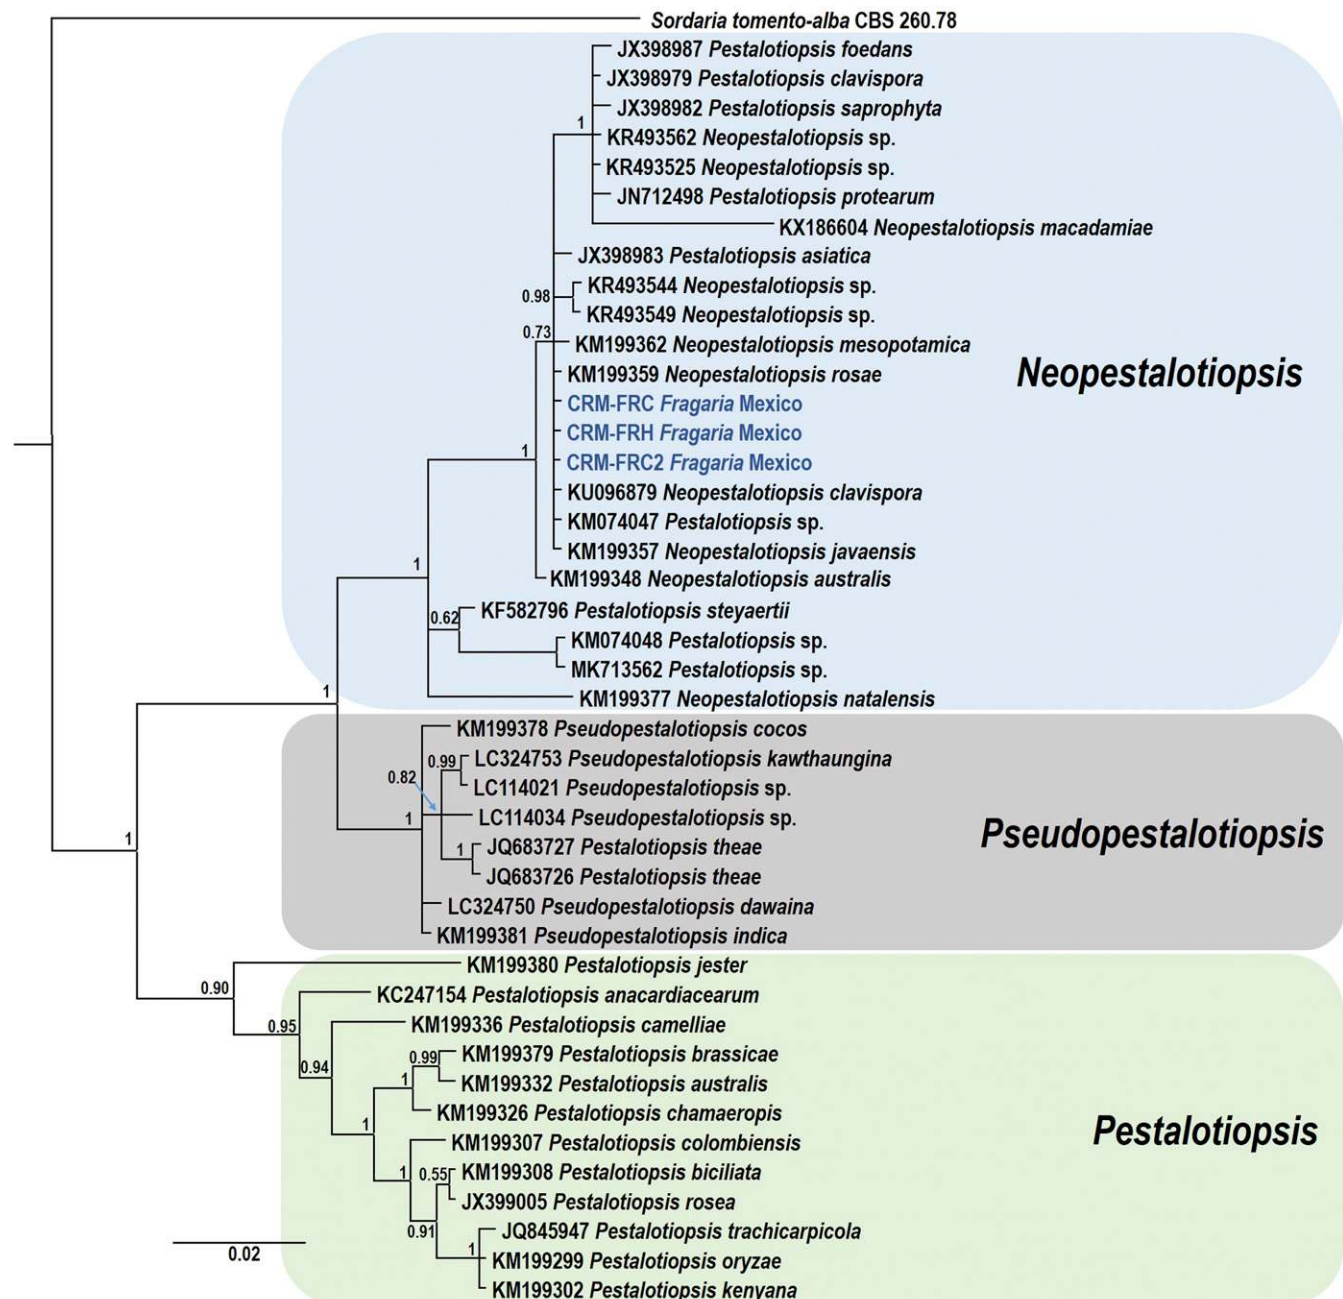 Sordaria tomento-alba CBS 260.78
JX398987 Pestalotiopsis foedans
JX398979 Pestalotiopsis clavispora
JX398982 Pestalotiopsis saprophyta
1
KR493562 Neopestalotiopsis sp.
KR493525 Neopestalotiopsis sp.
JN712498 Pestalotiopsis protearum
KX186604 Neopestalotiopsis macadamiae
JX398983 Pestalotiopsis asiatica
KR493544 Neopestalotiopsis sp.
0.98
KR493549 Neopestalotiopsis sp.
0.73
KM199362 Neopestalotiopsis mesopotamica
KM199359 Neopestalotiopsis rosae
Neopestalotiopsis
CRM-FRC Fragaria Mexico
CRM-FRH Fragaria Mexico
1
CRM-FRC2 Fragaria Mexico
KU096879 Neopestalotiopsis clavispora
KM074047 Pestalotiopsis sp.
KM199357 Neopestalotiopsis javaensis
1
KM199348 Neopestalotiopsis australis
KF582796 Pestalotiopsis steyaertii
0.62
KM074048 Pestalotiopsis sp.
MK713562 Pestalotiopsis sp.
1
KM199377 Neopestalotiopsis natalensis
KM199378 Pseudopestalotiopsis cocos
0.99
LC324753 Pseudopestalotiopsis kawthaungina
0.82
LC114021 Pseudopestalotiopsis sp.
1
LC114034 Pseudopestalotiopsis sp.
Pseudopestalotiopsis
1
1
JQ683727 Pestalotiopsis theae
JQ683726 Pestalotiopsis theae
LC324750 Pseudopestalotiopsis dawaina
KM199381 Pseudopestalotiopsis indica
KM199380 Pestalotiopsis jester
0.90
KC247154 Pestalotiopsis anacardiacearum
0.95
KM199336 Pestalotiopsis camelliae
0.94
0.99
KM199379 Pestalotiopsis brassicae
1
KM199332 Pestalotiopsis australis
KM199326 Pestalotiopsis chamaeropis
1
Pestalotiopsis
KM199307 Pestalotiopsis colombiensis
1
0.55
KM199308 Pestalotiopsis biciliata
JX399005 Pestalotiopsis rosea
0.91
JQ845947 Pestalotiopsis trachicarpicola
0.02
1
KM199299 Pestalotiopsis oryzae
KM199302 Pestalotiopsis kenyana